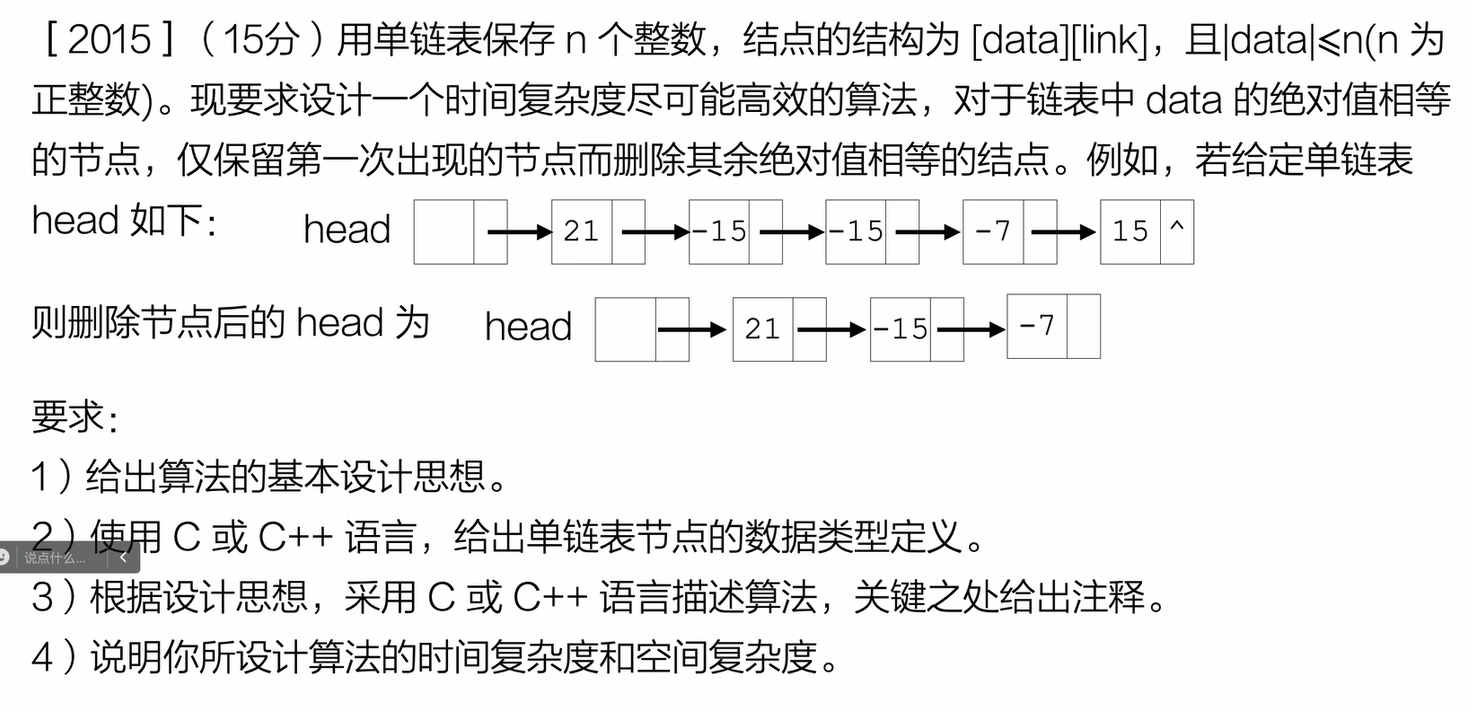 [ 2015 ] （15分）用单链表保存 n 个整数，结点的结构为 [data][link]，且|data|⩽n(n 为
正整数)。现要求设计一个时间复杂度尽可能高效的算法，对于链表中 data 的绝对值相等
的节点，仅保留第一次出现的节点而删除其余绝对值相等的结点。例如，若给定单链表
head 如下： head 21 -15 -15 -7 15 ^
则删除节点后的 head 为 head 21 -15 -7
要求：
1）给出算法的基本设计思想。
2）使用 C 或 C++ 语言，给出单链表节点的数据类型定义。
说点什么...
3）根据设计思想，采用 C 或 C++ 语言描述算法，关键之处给出注释。
4）说明你所设计算法的时间复杂度和空间复杂度。